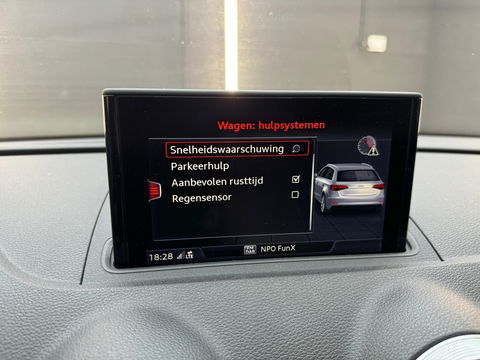 Wagen: hulpsystemen
Snelheidswaarschuwing
Parkeerhulp
Aanbevolen rusttijd
Regensensor
18:28 LTE NPO FunX